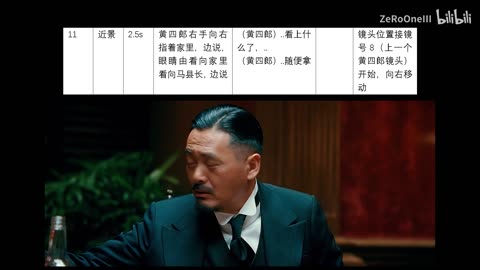 ZeRoOneIII bilibili
11 近景 2.5s 黄四郎右手向右 （黄四郎）..看上什 镜头位置接镜
指着家里，边说， 么了，.. 号 8（上一个
眼睛由看向家里 （黄四郎）..随便拿 黄四郎镜头）
看向马县长，边说 开始，向右移
动